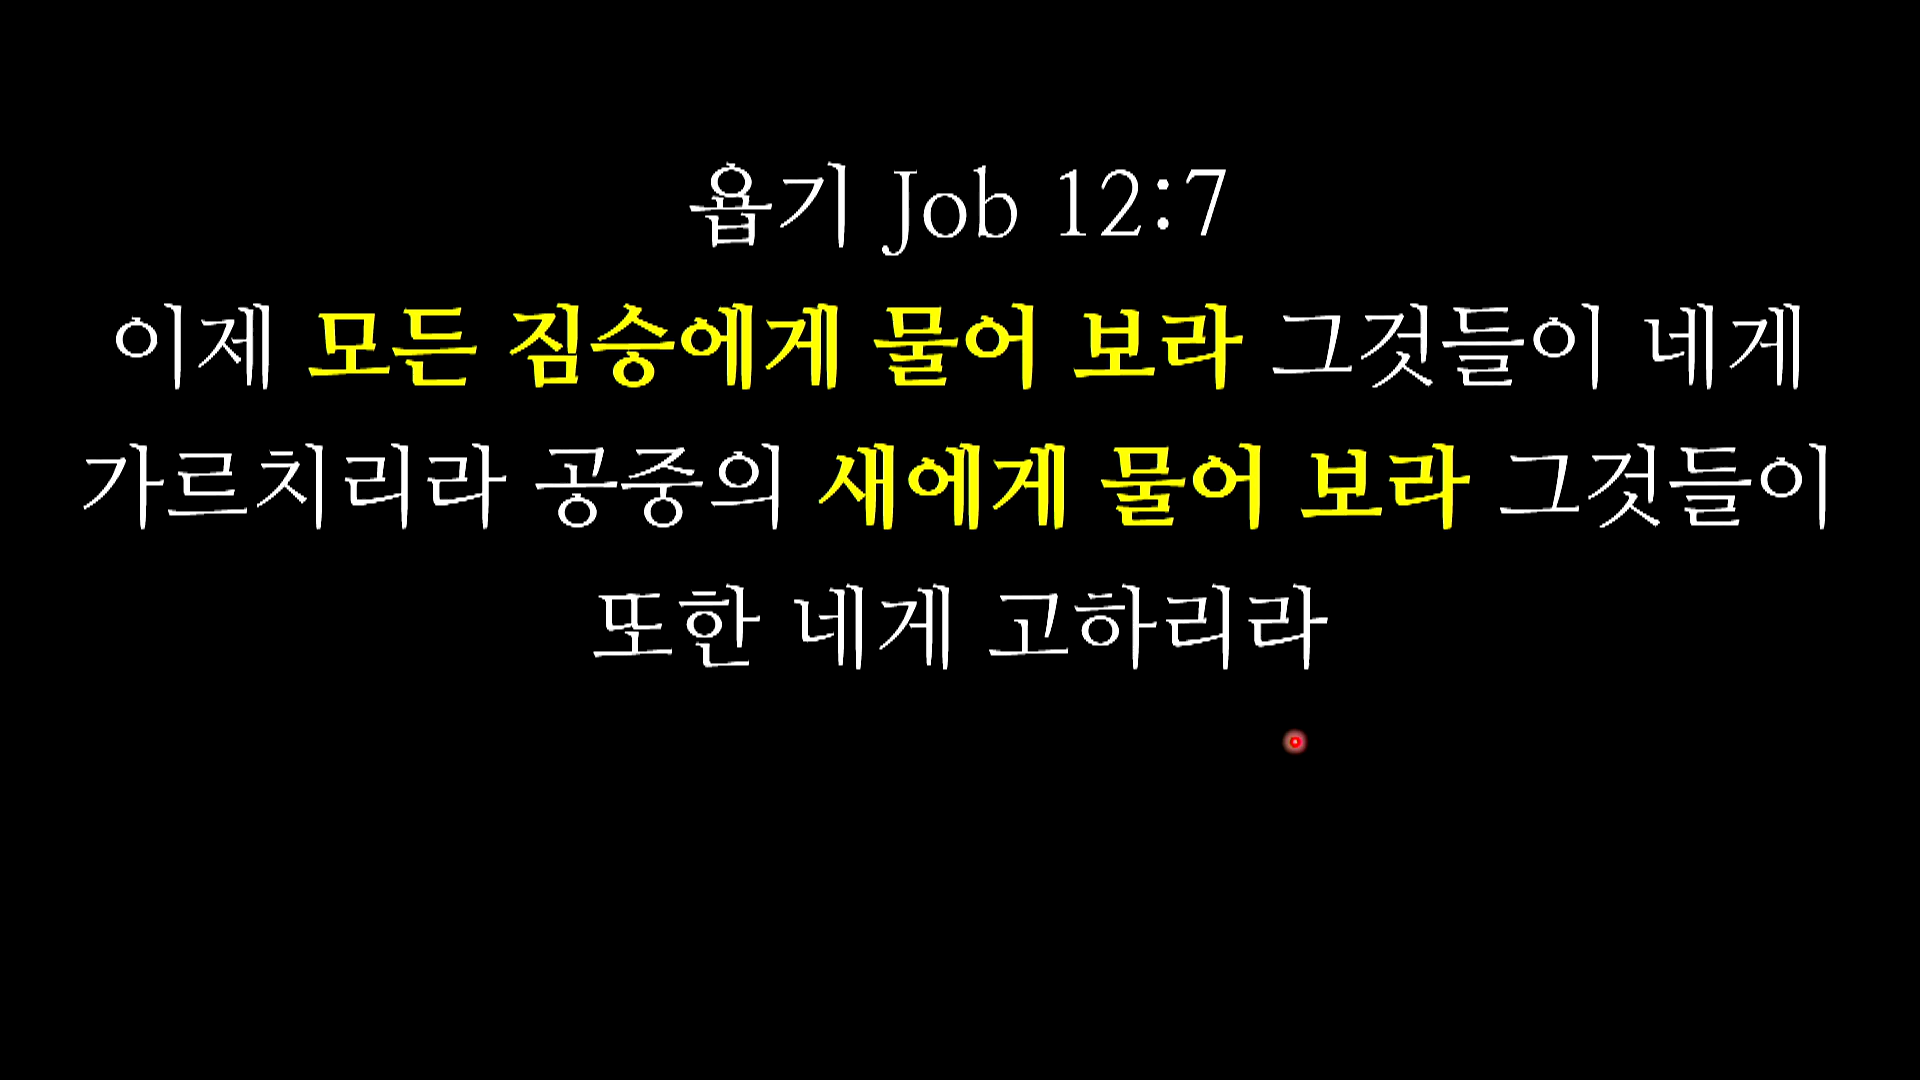 욥기 Job 12:7
이제 모든 짐승에게 물어 보라 그것들이 네게
가르치리라 공중의 새에게 물어 보라 그것들이
또한 네게 고하리라